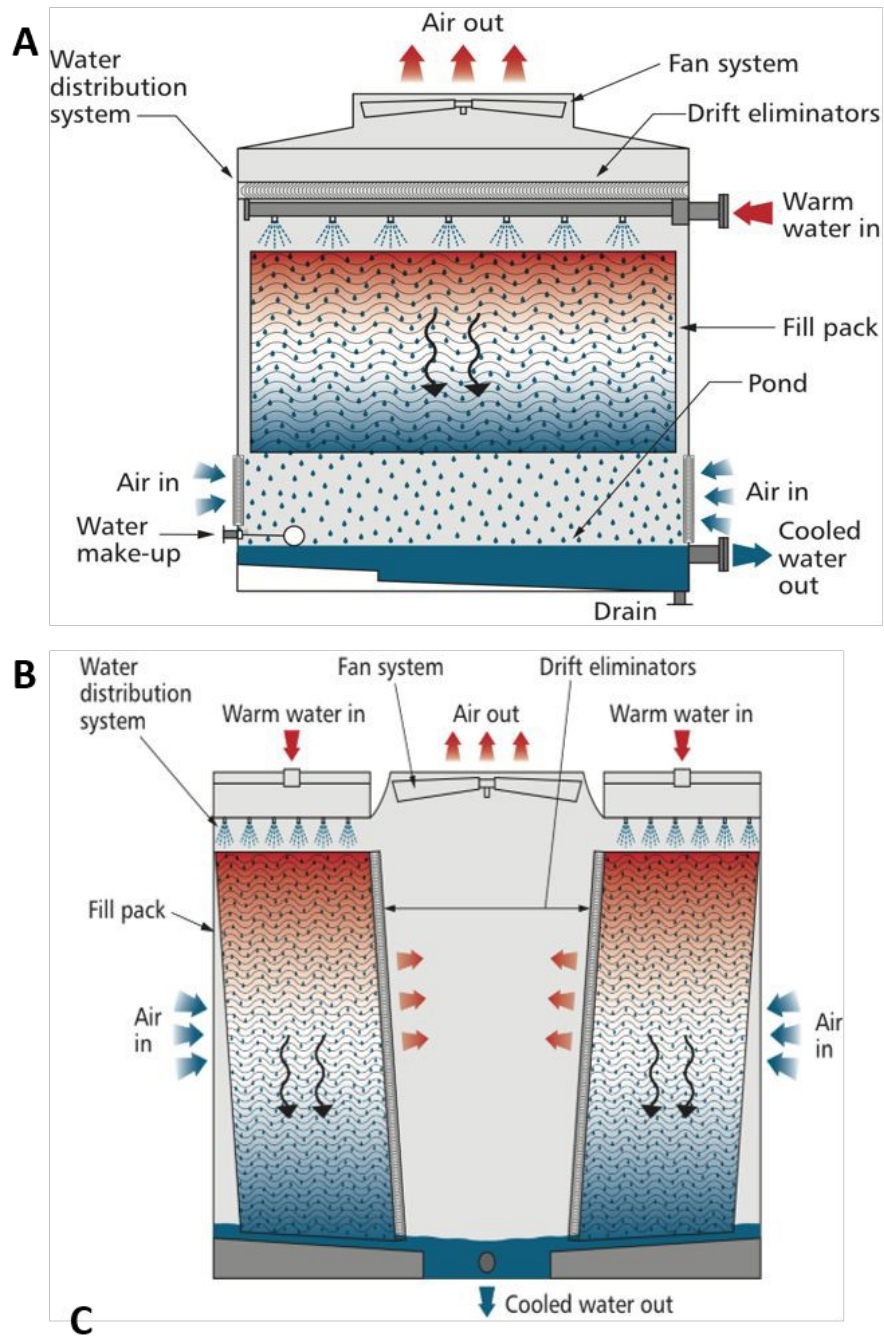 A
Air out
Water
distribution
system
Fan system
Drift eliminators
Warm
water in
Fill pack
Pond
Air in
Air in
Water
make-up
Cooled
water
out
Drain
B
Water
distribution
system
Fan system
Drift eliminators
Warm water in
Air out
Warm water in
Fill pack
Air
in
Air
in
Cooled water out
C